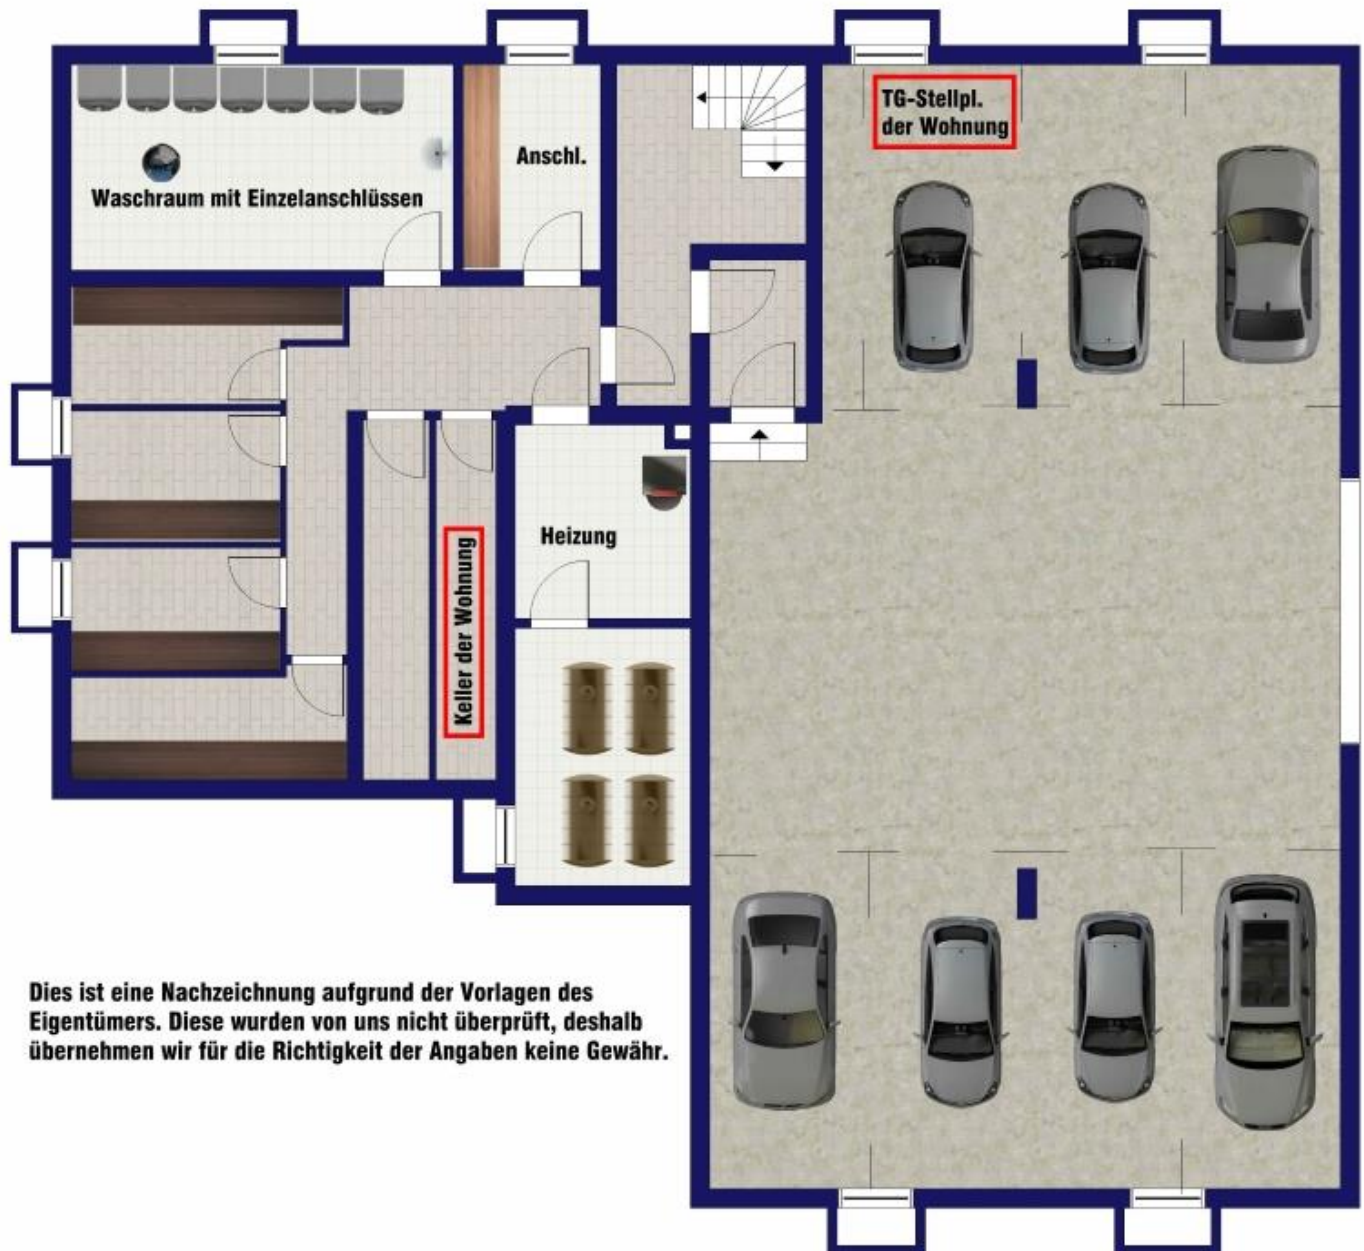 TG-Stellpl.
der Wohnung
Anschl.
Waschraum mit Einzelanschlüssen
Heizung
Keller der Wohnung
Dies ist eine Nachzeichnung aufgrund der Vorlagen des
Eigentümers. Diese wurden von uns nicht überprüft, deshalb
übernehmen wir für die Richtigkeit der Angaben keine Gewähr.